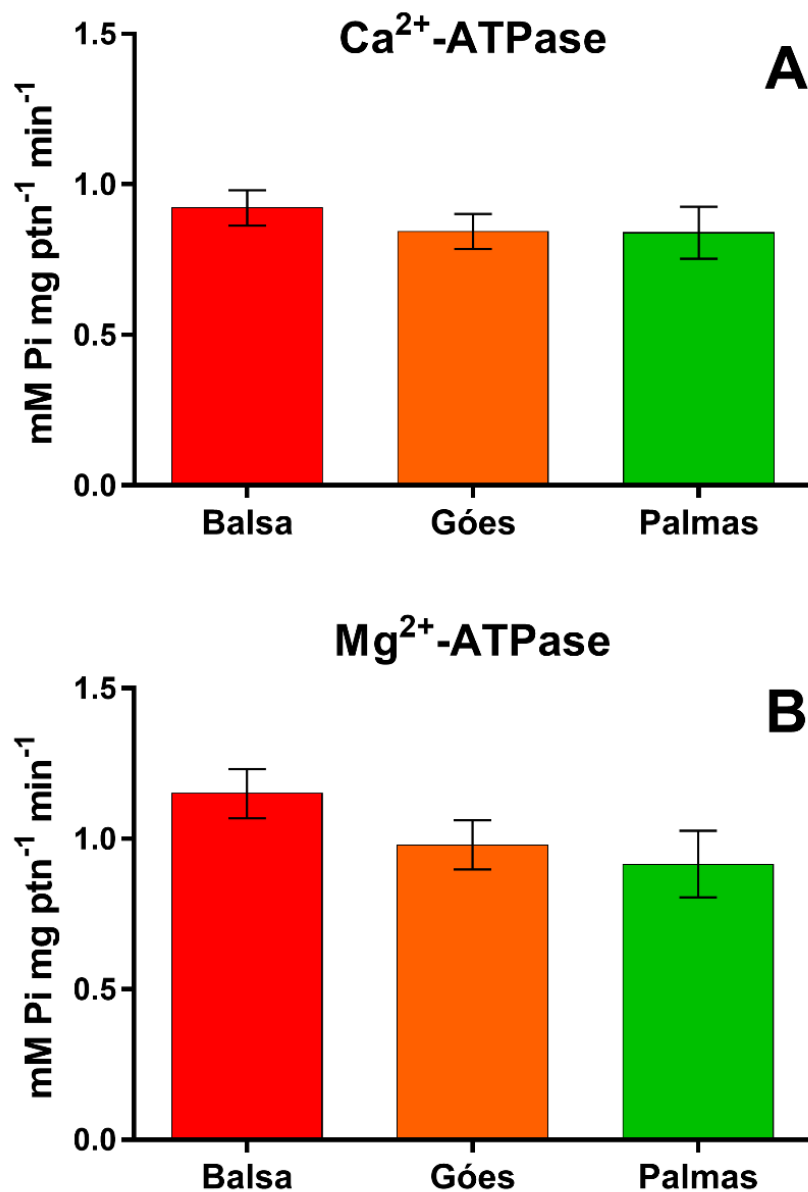 Ca²⁺-ATPase
A
mM Pi mg ptn⁻¹ min⁻¹
1.5
1.0
0.5
0.0
Balsa Góes Palmas
Mg²⁺-ATPase
B
mM Pi mg ptn⁻¹ min⁻¹
1.5
1.0
0.5
0.0
Balsa Góes Palmas